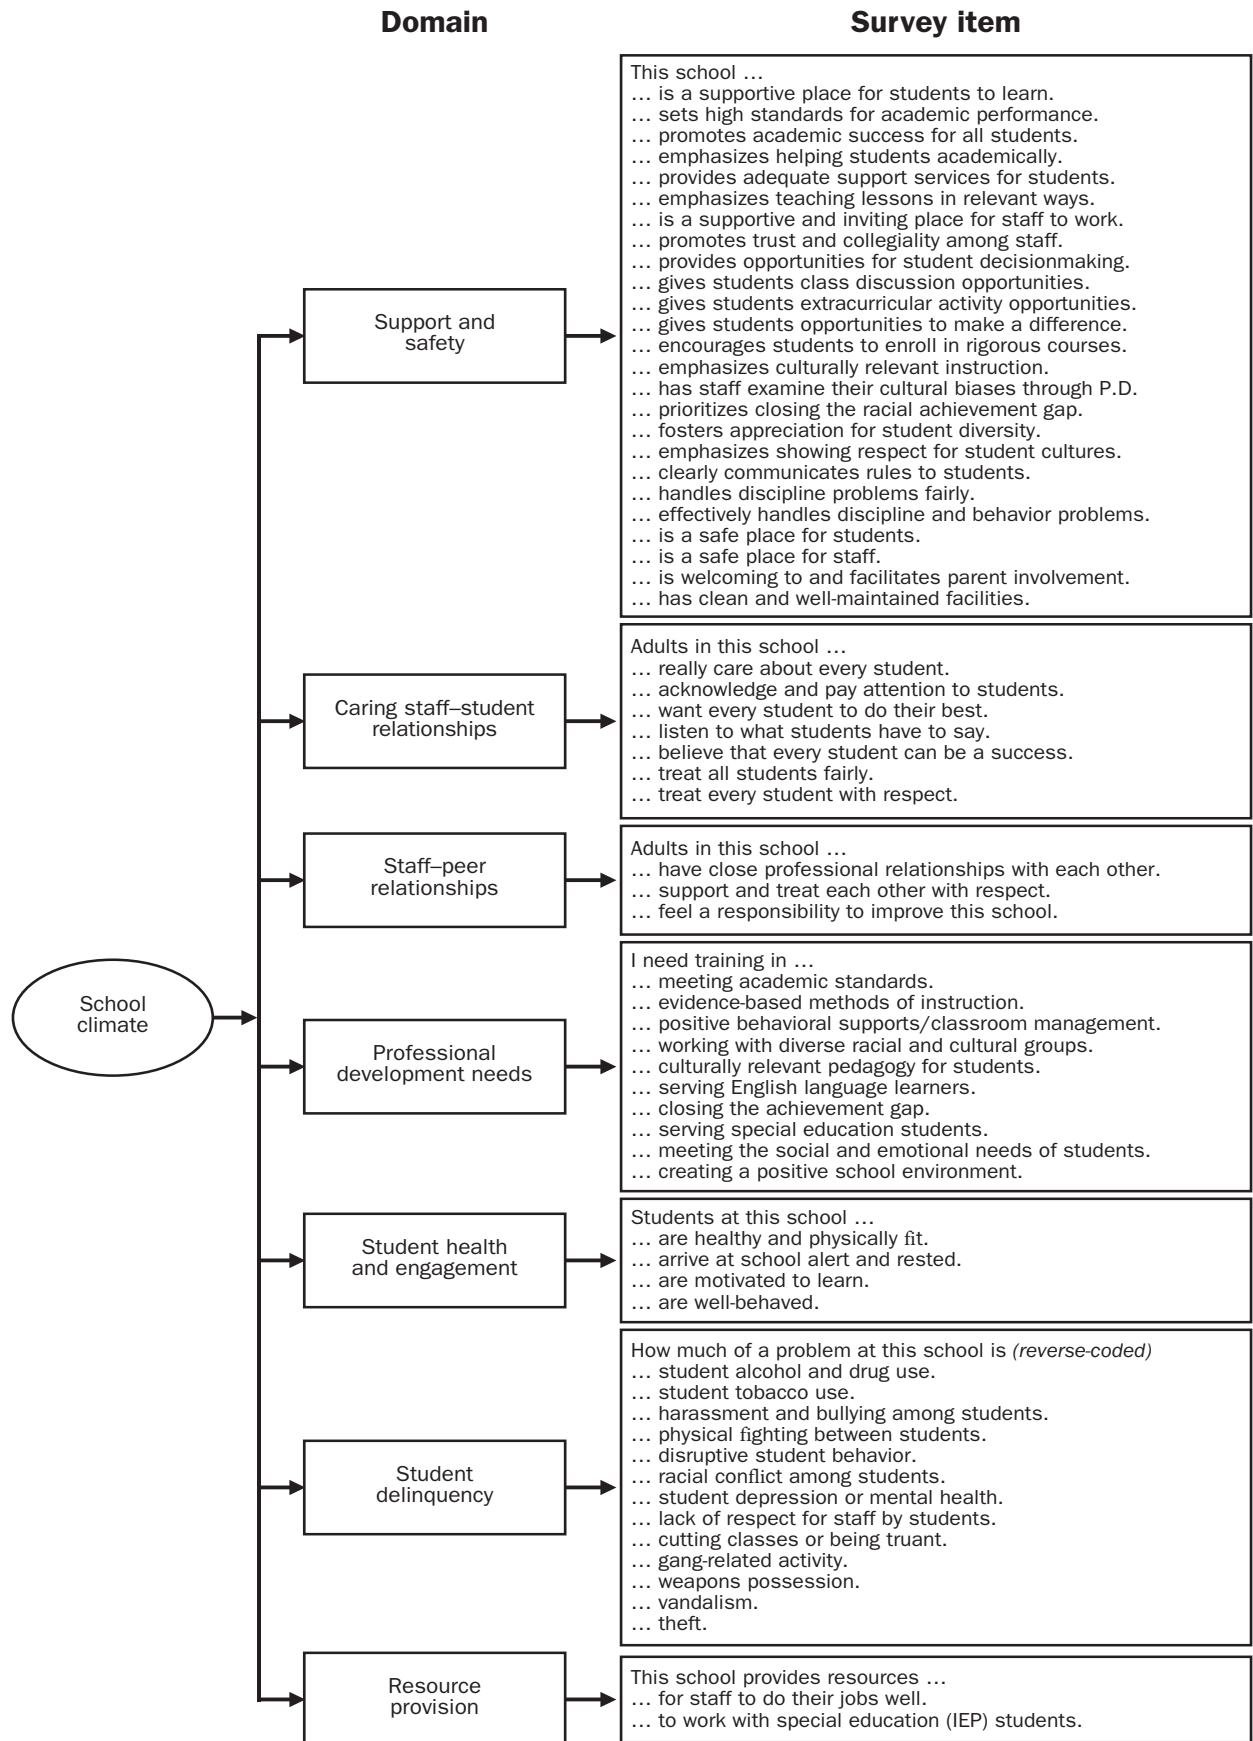 Domain
Survey item
This school …
… is a supportive place for students to learn.
… sets high standards for academic performance.
… promotes academic success for all students.
… emphasizes helping students academically.
… provides adequate support services for students.
… emphasizes teaching lessons in relevant ways.
… is a supportive and inviting place for staff to work.
… promotes trust and collegiality among staff.
… provides opportunities for student decisionmaking.
… gives students class discussion opportunities.
… gives students extracurricular activity opportunities.
… gives students opportunities to make a difference.
… encourages students to enroll in rigorous courses.
… emphasizes culturally relevant instruction.
… has staff examine their cultural biases through P.D.
… prioritizes closing the racial achievement gap.
… fosters appreciation for student diversity.
… emphasizes showing respect for student cultures.
… clearly communicates rules to students.
… handles discipline problems fairly.
… effectively handles discipline and behavior problems.
… is a safe place for students.
… is a safe place for staff.
… is welcoming to and facilitates parent involvement.
… has clean and well-maintained facilities.
Support and
safety
Adults in this school …
… really care about every student.
… acknowledge and pay attention to students.
… want every student to do their best.
… listen to what students have to say.
… believe that every student can be a success.
… treat all students fairly.
… treat every student with respect.
Caring staff–student
relationships
Adults in this school …
… have close professional relationships with each other.
… support and treat each other with respect.
… feel a responsibility to improve this school.
Staff–peer
relationships
School
climate
I need training in …
… meeting academic standards.
… evidence-based methods of instruction.
… positive behavioral supports/classroom management.
… working with diverse racial and cultural groups.
… culturally relevant pedagogy for students.
… serving English language learners.
… closing the achievement gap.
… serving special education students.
… meeting the social and emotional needs of students.
… creating a positive school environment.
Professional
development needs
Students at this school …
… are healthy and physically fit.
… arrive at school alert and rested.
… are motivated to learn.
… are well-behaved.
Student health
and engagement
How much of a problem at this school is (reverse-coded)
… student alcohol and drug use.
… student tobacco use.
… harassment and bullying among students.
… physical fighting between students.
… disruptive student behavior.
… racial conflict among students.
… student depression or mental health.
… lack of respect for staff by students.
… cutting classes or being truant.
… gang-related activity.
… weapons possession.
… vandalism.
… theft.
Student
delinquency
This school provides resources …
… for staff to do their jobs well.
… to work with special education (IEP) students.
Resource
provision